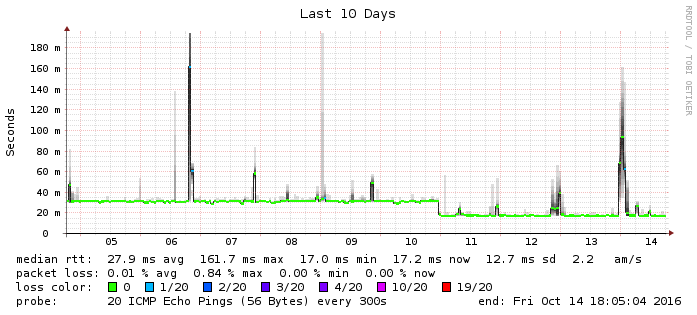 Last 10 Days
RRDTOOL / TOBI OETIKER
Seconds
180 m
160 m
140 m
120 m
100 m
80 m
60 m
40 m
20 m
0
05 06 07 08 09 10 11 12 13 14
median rtt: 27.9 ms avg 161.7 ms max 17.0 ms min 17.2 ms now 12.7 ms sd 2.2 am/s
packet loss: 0.01 % avg 0.84 % max 0.00 % min 0.00 % now
loss color: 0 1/20 2/20 3/20 4/20 10/20 19/20
probe: 20 ICMP Echo Pings (56 Bytes) every 300s end: Fri Oct 14 18:05:04 2016